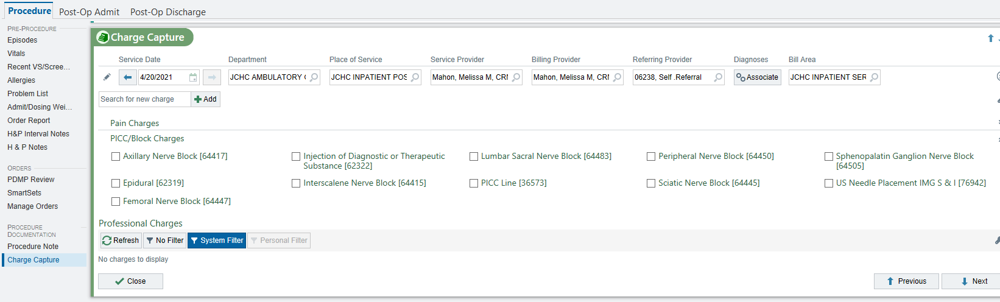 Procedure Post-Op Admit Post-Op Discharge
PRE-PROCEDURE
Episodes
Vitals
Recent VS/Scree...
Allergies
Problem List
Admit/Dosing Wei...
Order Report
H&P Interval Notes
H & P Notes
ORDERS
PDMP Review
SmartSets
Manage Orders
PROCEDURE
DOCUMENTATION
Procedure Note
Charge Capture
Charge Capture
Service Date Department Place of Service Service Provider Billing Provider Referring Provider Diagnoses Bill Area
4/20/2021 JCHC AMBULATORY JCHC INPATIENT POS Mahon, Melissa M, CRN Mahon, Melissa M, CRN 06238, Self .Referral Associate JCHC INPATIENT SER
Search for new charge Add
Pain Charges
PICC/Block Charges
Axillary Nerve Block [64417] Injection of Diagnostic or Therapeutic Lumbar Sacral Nerve Block [64483] Peripheral Nerve Block [64450] Sphenopalatin Ganglion Nerve Block
Substance [62322] [64505]
Epidural [62319] Interscalene Nerve Block [64415] PICC Line [36573] Sciatic Nerve Block [64445] US Needle Placement IMG S & I [76942]
Femoral Nerve Block [64447]
Professional Charges
Refresh No Filter System Filter Personal Filter
No charges to display
Close Previous Next